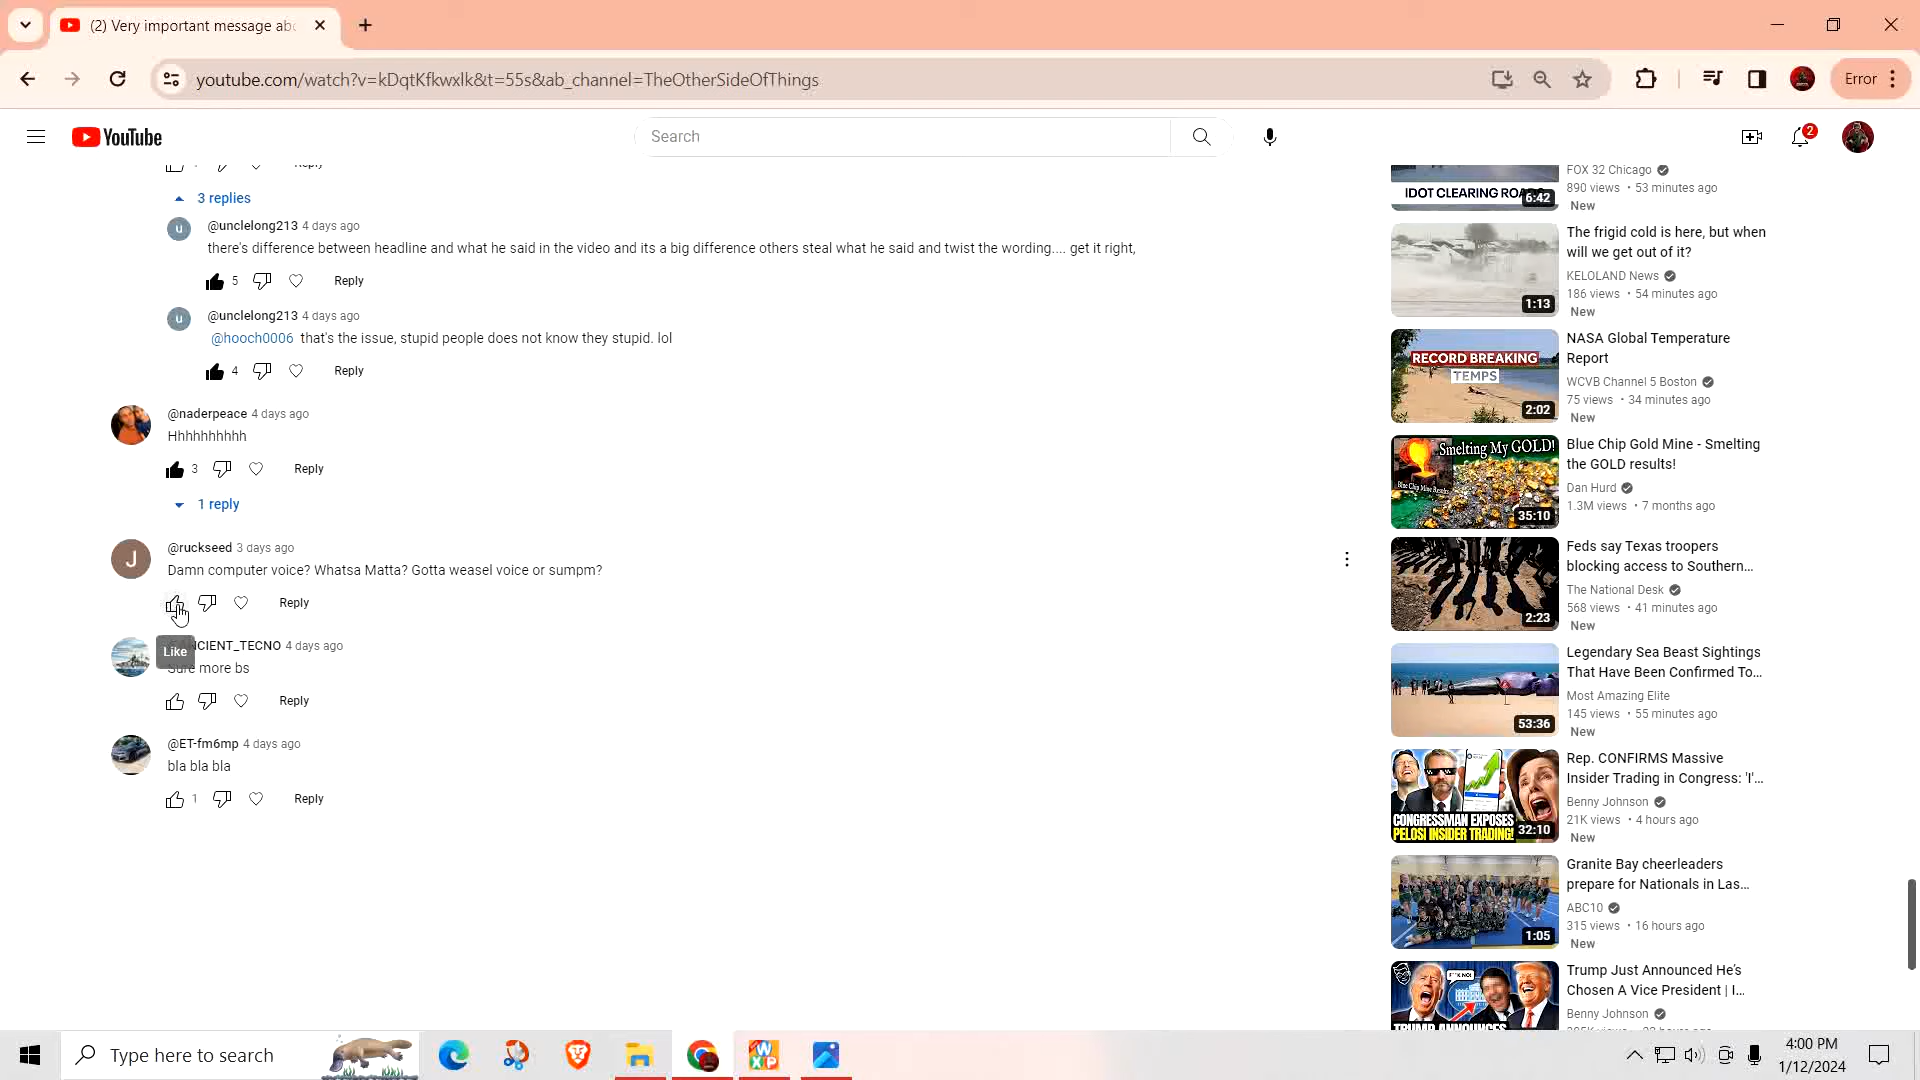 (2) Very important message abo
youtube.com/watch?v=kDqtKfkwxlk&t=55s&ab_channel=TheOtherSideOfThings
Error
YouTube
Search
2
Reply
3 replies
@unclelong213 4 days ago
there's difference between headline and what he said in the video and its a big difference others steal what he said and twist the wording.... get it right,
5 Reply
@unclelong213 4 days ago
@hooch0006 that's the issue, stupid people does not know they stupid. lol
4 Reply
@naderpeace 4 days ago
Hhhhhhhhhh
3 Reply
1 reply
J
@ruckseed 3 days ago
Damn computer voice? Whatsa Matta? Gotta weasel voice or sumpm?
Reply
Like
NCIENT_TECNO 4 days ago
Sure more bs
Reply
@ET-fm6mp 4 days ago
bla bla bla
1 Reply
IDOT CLEARING ROA
6:42
FOX 32 Chicago
890 views • 53 minutes ago
New
1:13
The frigid cold is here, but when
will we get out of it?
KELOLAND News
186 views • 54 minutes ago
New
RECORD BREAKING
TEMPS
2:02
NASA Global Temperature
Report
WCVB Channel 5 Boston
75 views • 34 minutes ago
New
Smelting My GOLD!
Blue Chip Mine Results
35:10
Blue Chip Gold Mine - Smelting
the GOLD results!
Dan Hurd
1.3M views • 7 months ago
2:23
Feds say Texas troopers
blocking access to Southern...
The National Desk
568 views • 41 minutes ago
New
53:36
Legendary Sea Beast Sightings
That Have Been Confirmed To...
Most Amazing Elite
145 views • 55 minutes ago
New
CONGRESSMAN EXPOSES
PELOSI INSIDER TRADING!
32:10
Rep. CONFIRMS Massive
Insider Trading in Congress: 'I'...
Benny Johnson
21K views • 4 hours ago
New
1:05
Granite Bay cheerleaders
prepare for Nationals in Las...
ABC10
315 views • 16 hours ago
New
F**K NO!
TRUMP ANNOUNCES
Trump Just Announced He's
Chosen A Vice President | I...
Benny Johnson
Type here to search
4:00 PM
1/12/2024